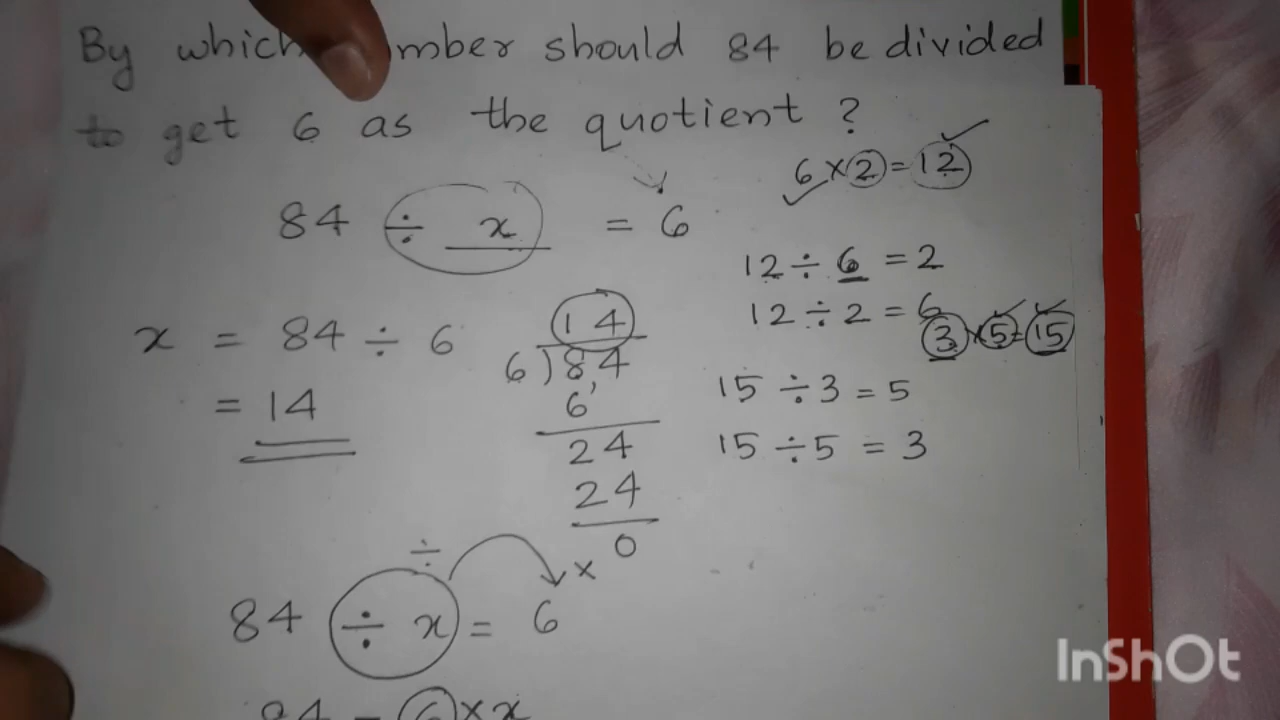 By which should 84 be divided
to get 6 as the quotient ?
6 × 2 = 12
84 ÷ x = 6
12 ÷ 6 = 2
12 ÷ 2 = 6
3 × 5 = 15
x = 84 ÷ 6
= 14
14
6)84
6
24
24
0
15 ÷ 3 = 5
15 ÷ 5 = 3
÷
×
84 ÷ x = 6
84 = 6 × x
InShOt